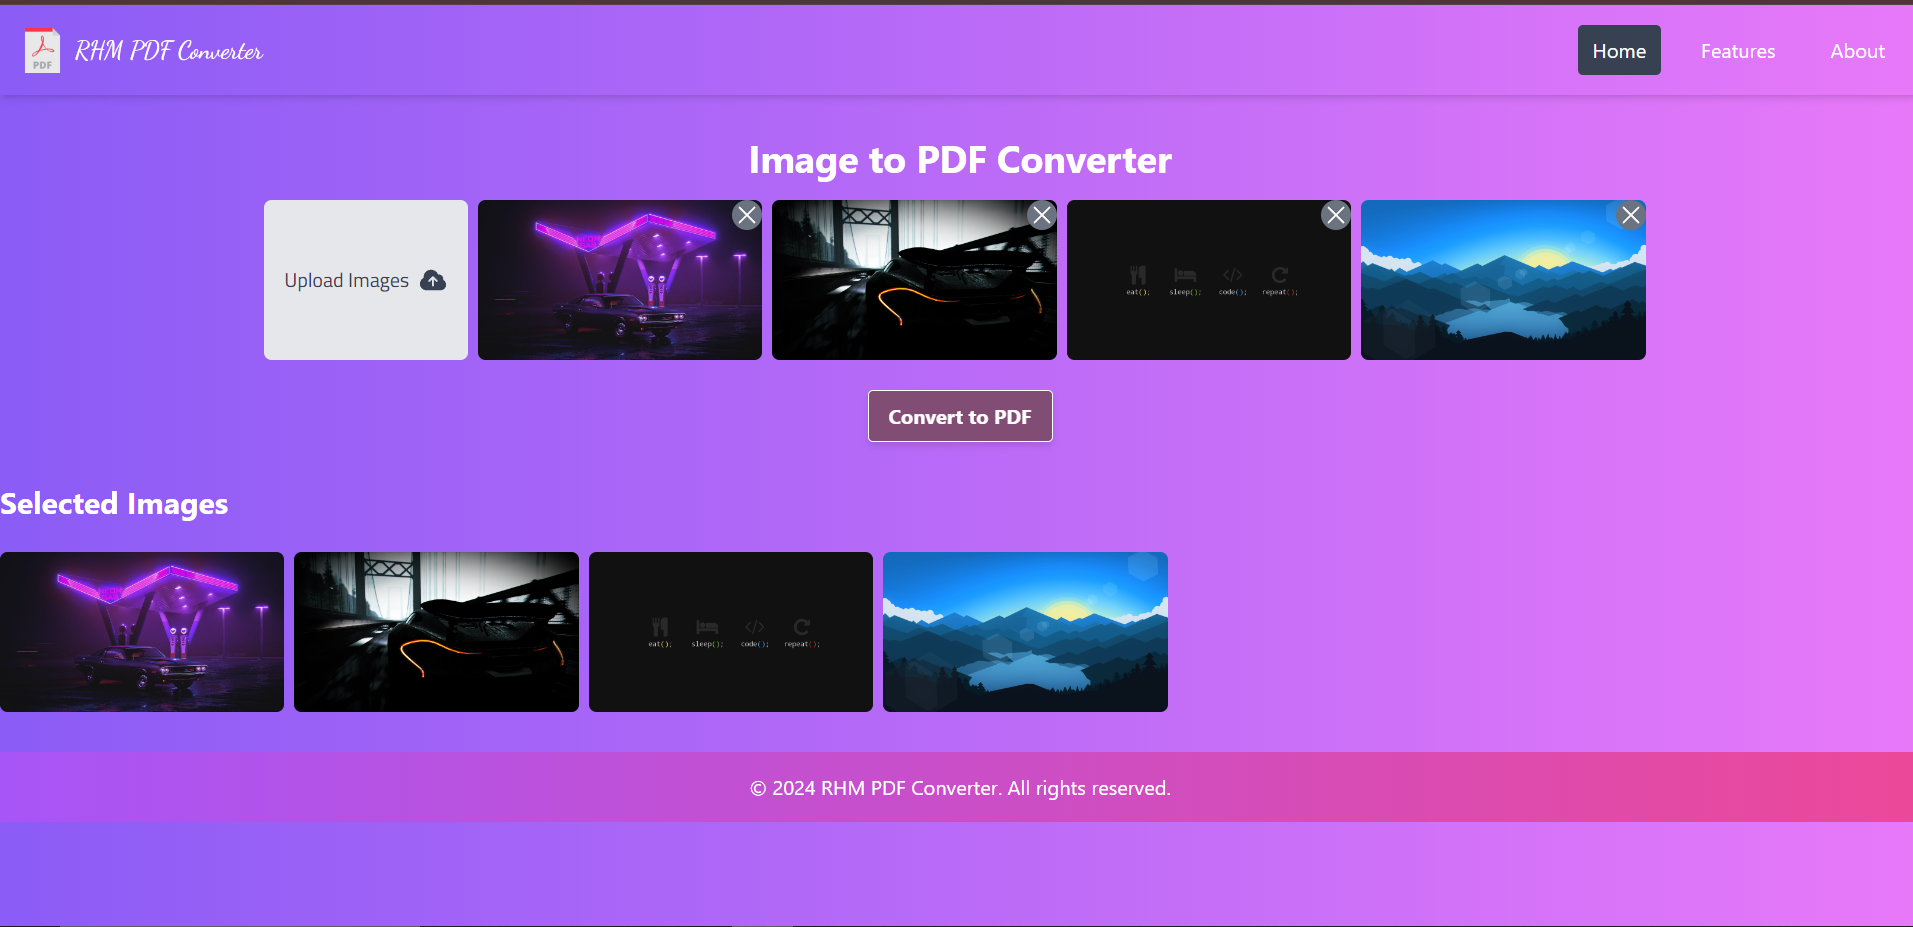 PDF
RHM PDF Converter
Home
Features
About
Image to PDF Converter
Upload Images
eat();
sleep();
code();
repeat();
Convert to PDF
Selected Images
eat();
sleep();
code();
repeat();
© 2024 RHM PDF Converter. All rights reserved.